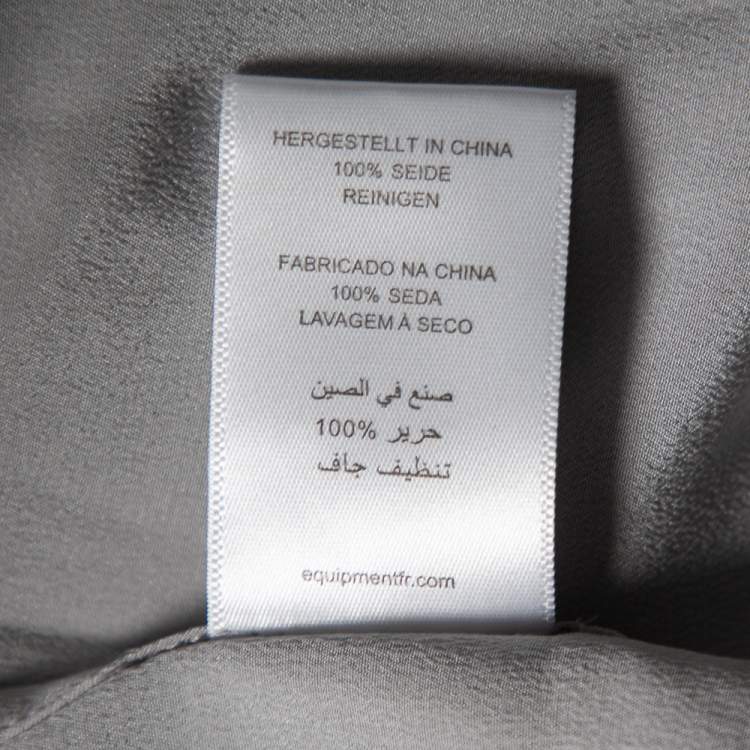 HERGESTELLT IN CHINA
100% SEIDE
REINIGEN
FABRICADO NA CHINA
100% SEDA
LAVAGEM À SECO
صنع في الصين
حرير 100%
تنظيف جاف
equipmentfr.com